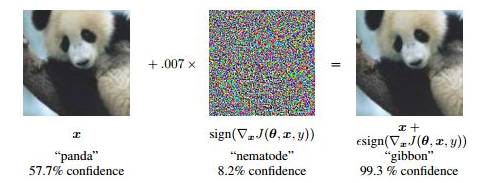 + .007 ×
=
x
sign(∇ₓJ(θ, x, y))
x +
ϵsign(∇ₓJ(θ, x, y))
“panda”
“nematode”
“gibbon”
57.7% confidence
8.2% confidence
99.3 % confidence